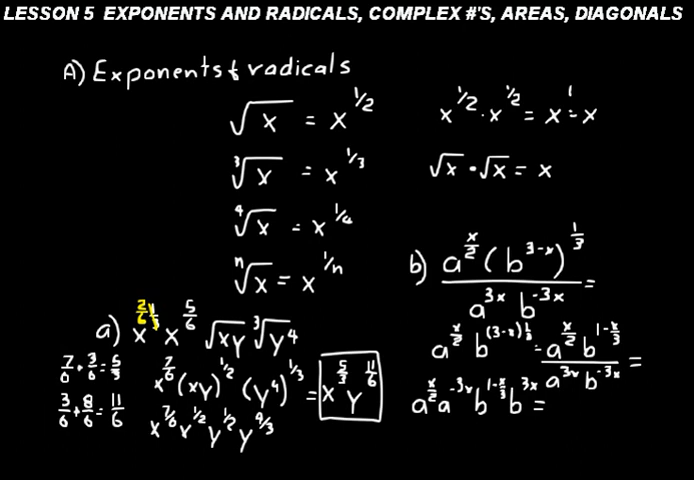 LESSON 5 EXPONENTS AND RADICALS, COMPLEX #'S, AREAS, DIAGONALS
A) Exponents & radicals
√x = x^1/2
x^1/2 · x^1/2 = x^1 = x
∛x = x^1/3
√x · √x = x
∜x = x^1/4
ⁿ√x = x^1/n
b) a^(x/2) (b^(3-x))^(1/3) / (a^(3x) b^(-3x)) =
a) x^(1/3) x^(5/6) √xy ∛y^4
2/6
a^(x/2) b^((3-x)1/3) = a^(x/2) b^(1-x/3) / (a^(3x) b^(-3x)) =
7/6 + 3/6 = 5/3
x^(7/6) (xy)^(1/2) (y^4)^(1/3) = x^(5/3) y^(11/6)
3/6 + 8/6 = 11/6
a^(x/2) a^(-3x) b^(1-x/3) b^(3x) =
x^(7/6) x^(1/2) y^(1/2) y^(4/3)